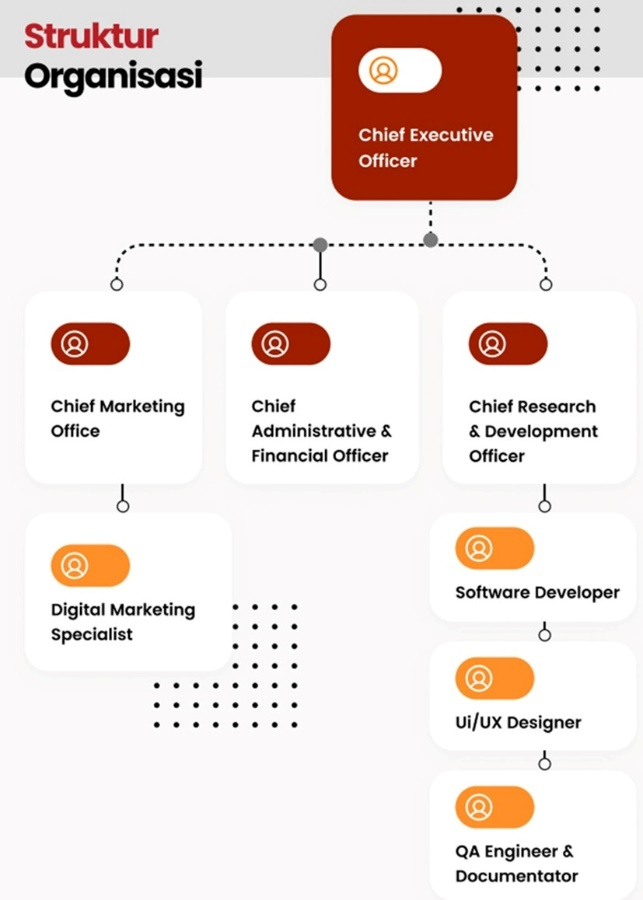 Struktur
Organisasi
Chief Executive
Officer
Chief Marketing
Office
Chief
Administrative &
Financial Officer
Chief Research
& Development
Officer
Digital Marketing
Specialist
Software Developer
Ui/UX Designer
QA Engineer &
Documentator